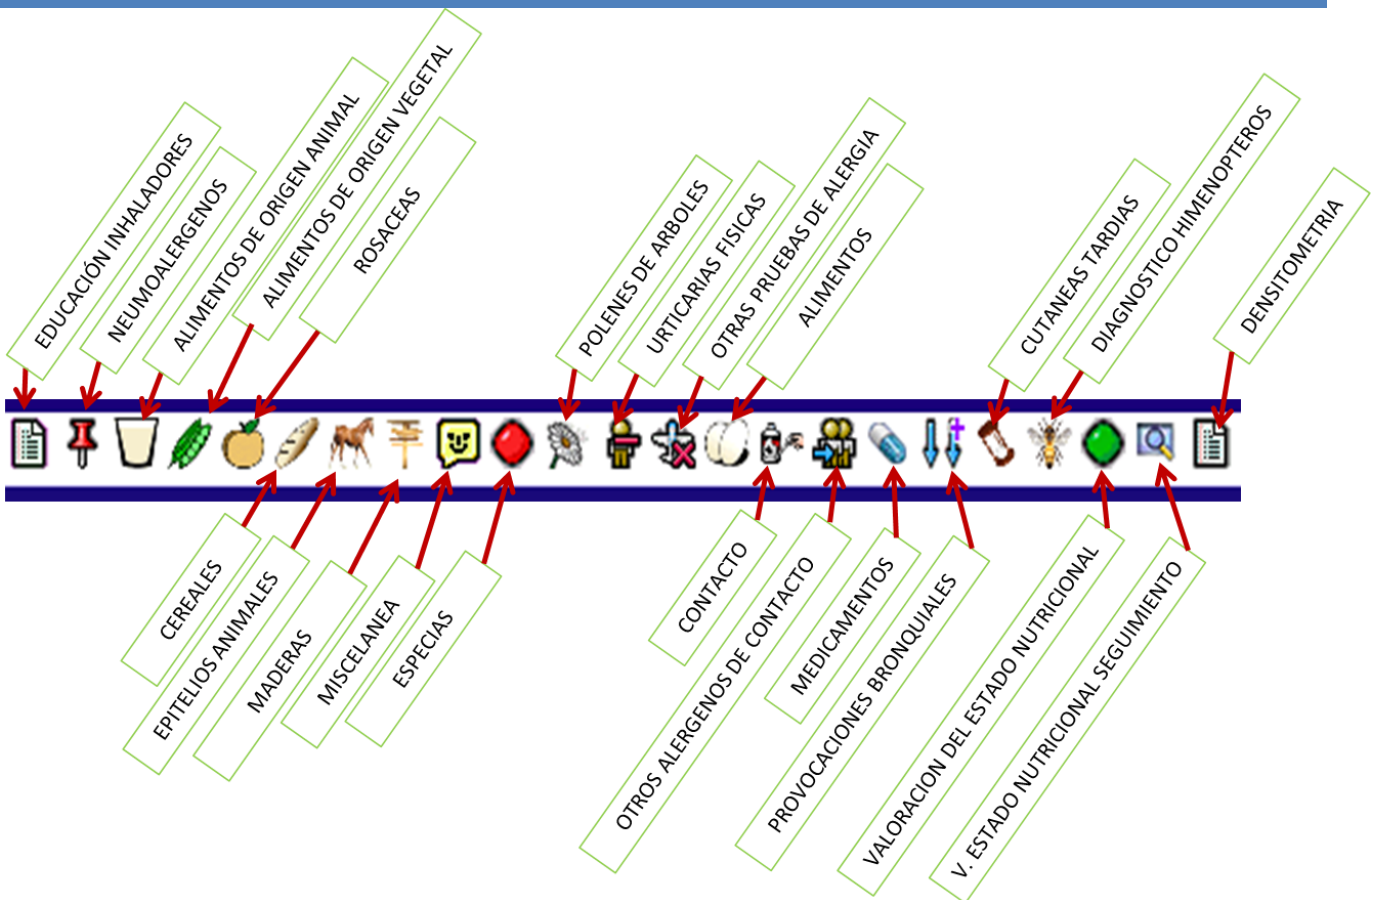 EDUCACIÓN INHALADORES
NEUMOALERGENOS
ALIMENTOS DE ORIGEN ANIMAL
ALIMENTOS DE ORIGEN VEGETAL
ROSACEAS
POLENES DE ARBOLES
URTICARIAS FISICAS
OTRAS PRUEBAS DE ALERGIA
ALIMENTOS
CUTANEAS TARDIAS
DIAGNOSTICO HIMENOPTEROS
DENSITOMETRIA
CEREALES
EPITELIOS ANIMALES
MADERAS
MISCELANEA
ESPECIAS
CONTACTO
OTROS ALERGENOS DE CONTACTO
MEDICAMENTOS
PROVOCACIONES BRONQUIALES
VALORACION DEL ESTADO NUTRICIONAL
V. ESTADO NUTRICIONAL SEGUIMIENTO